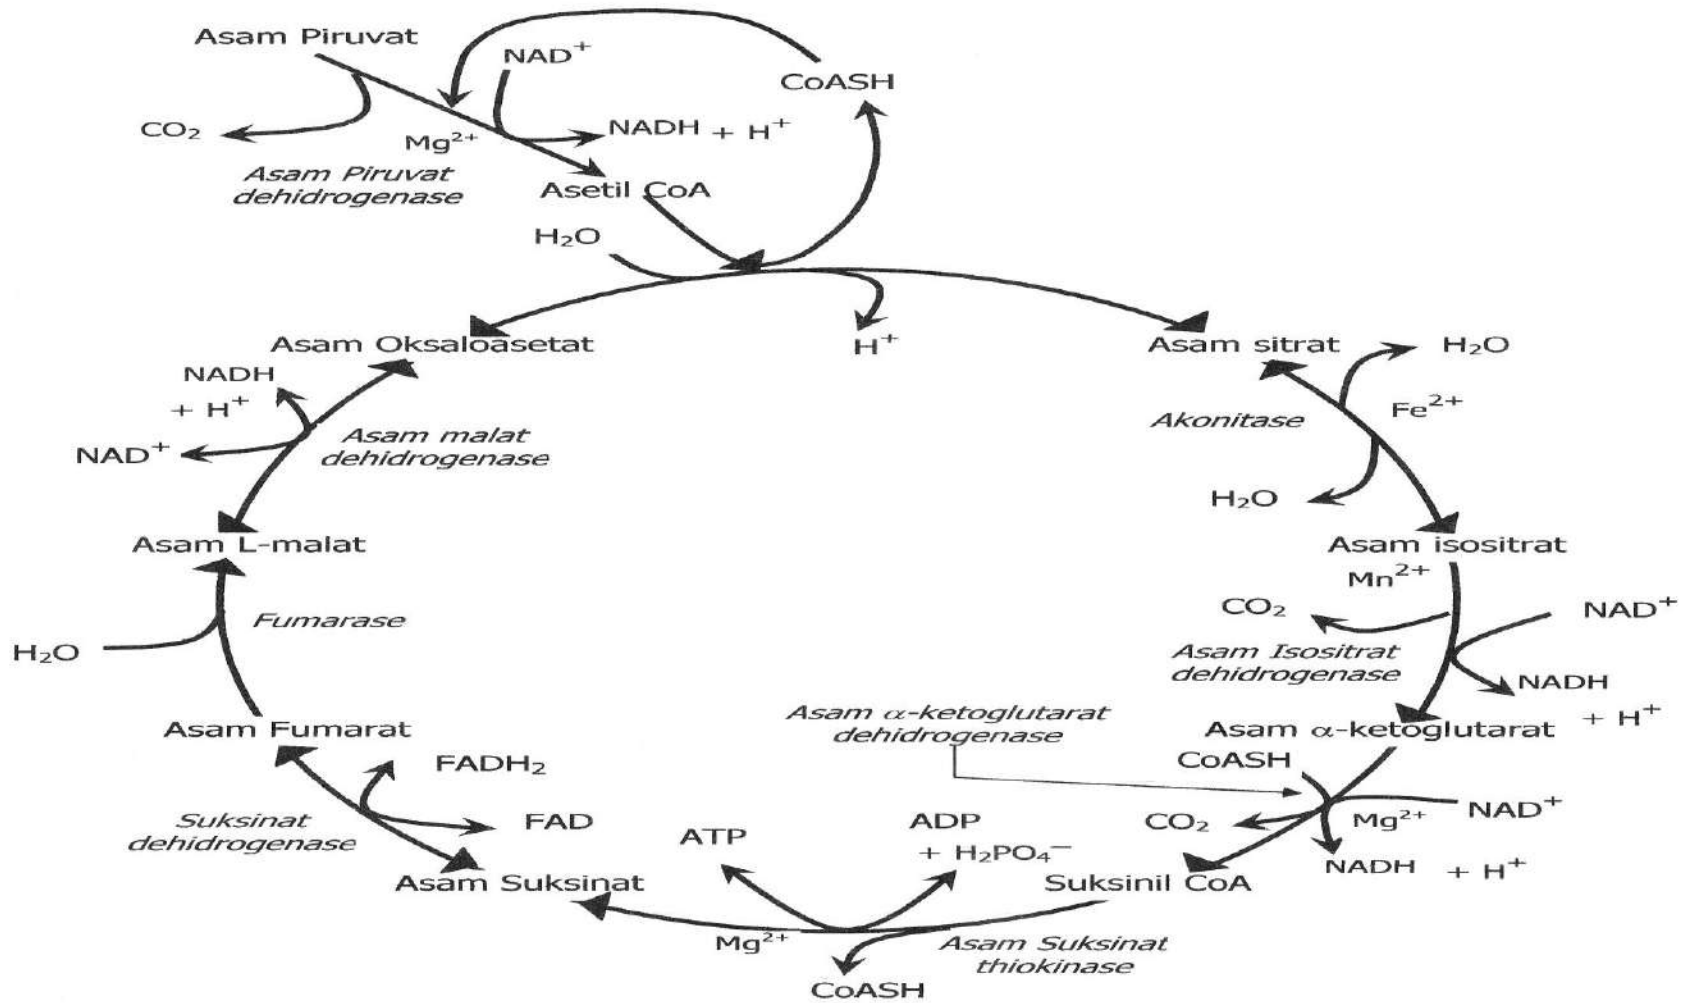 Asam Piruvat
NAD⁺
CoASH
CO₂
Mg²⁺
NADH + H⁺
Asam Piruvat
dehidrogenase
Asetil CoA
H₂O
H⁺
Asam Oksaloasetat
Asam sitrat
H₂O
NADH
+ H⁺
Fe²⁺
Akonitase
NAD⁺
Asam malat
dehidrogenase
H₂O
Asam L-malat
Asam isositrat
Mn²⁺
CO₂
NAD⁺
Fumarase
H₂O
Asam Isositrat
dehidrogenase
NADH
+ H⁺
Asam α-ketoglutarat
dehidrogenase
Asam Fumarat
Asam α-ketoglutarat
CoASH
FADH₂
NAD⁺
Suksinat
dehidrogenase
FAD
ATP
ADP
+ H₂PO₄⁻
CO₂
Mg²⁺
NADH + H⁺
Asam Suksinat
Suksinil CoA
Mg²⁺
Asam Suksinat
thiokinase
CoASH